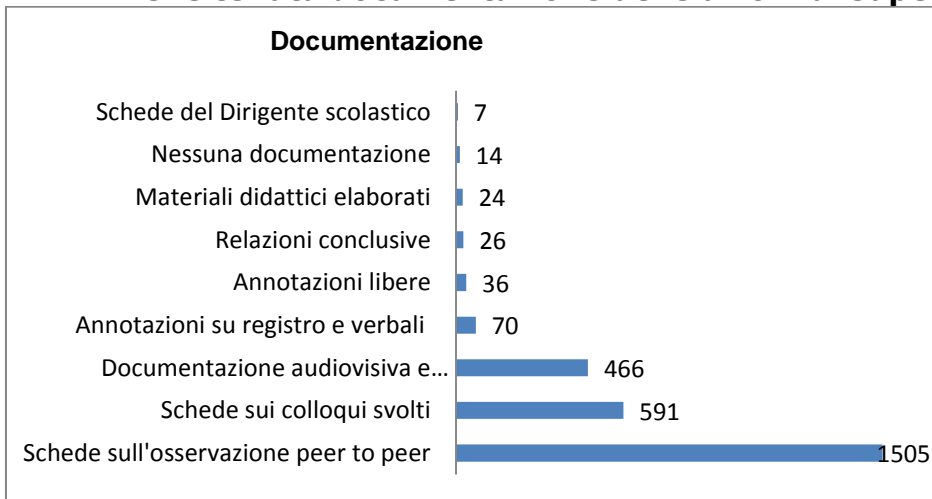 Documentazione
Schede del Dirigente scolastico 7
Nessuna documentazione 14
Materiali didattici elaborati 24
Relazioni conclusive 26
Annotazioni libere 36
Annotazioni su registro e verbali 70
Documentazione audiovisiva e... 466
Schede sui colloqui svolti 591
Schede sull'osservazione peer to peer 1505